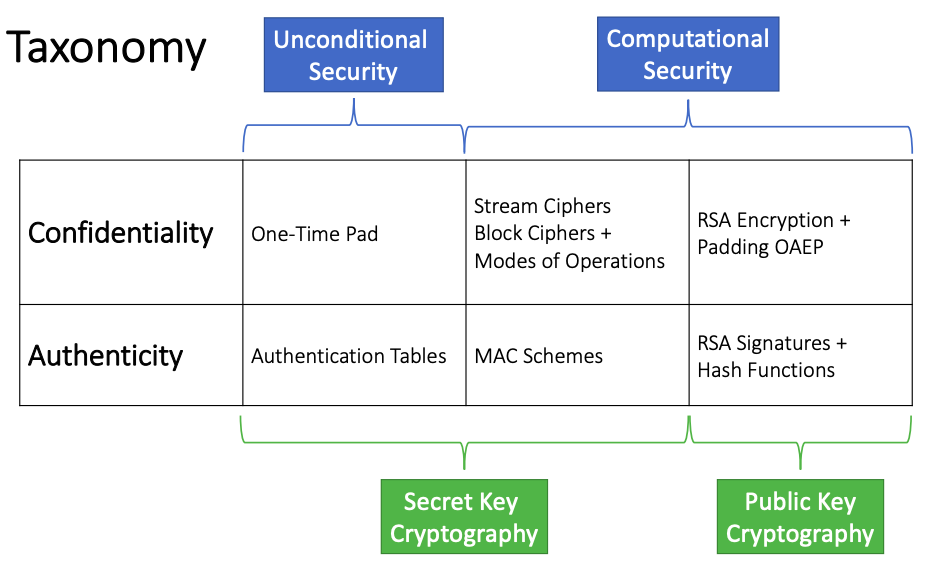 Taxonomy
Unconditional
Security
Computational
Security
Confidentiality
One-Time Pad
Stream Ciphers
Block Ciphers +
Modes of Operations
RSA Encryption +
Padding OAEP
Authenticity
Authentication Tables
MAC Schemes
RSA Signatures +
Hash Functions
Secret Key
Cryptography
Public Key
Cryptography